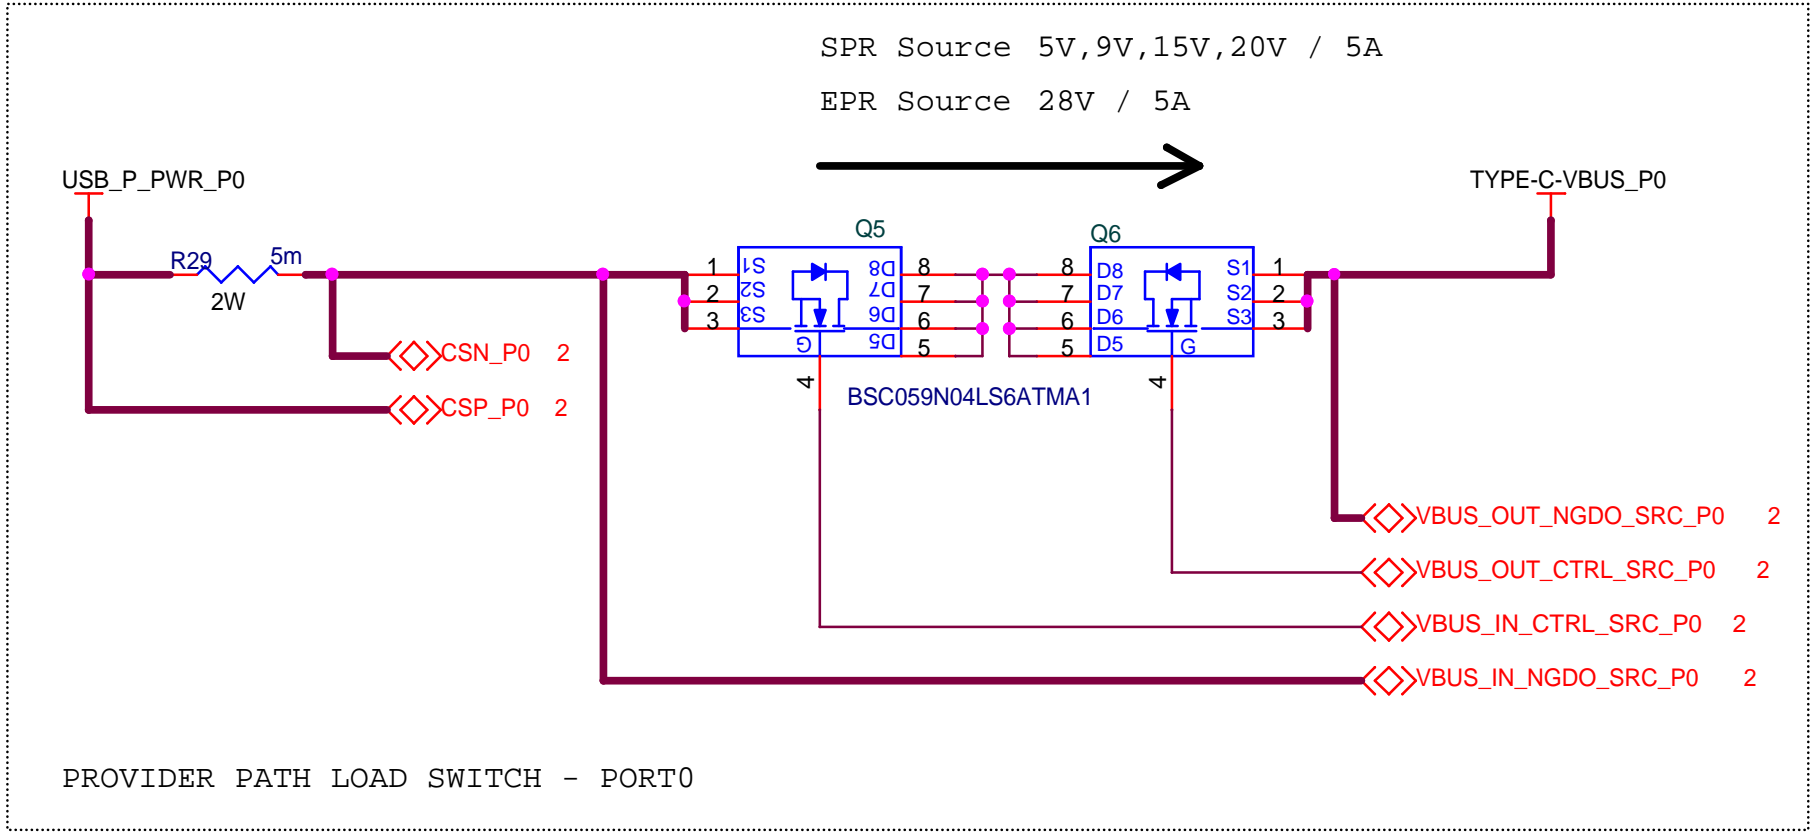 SPR Source 5V,9V,15V,20V / 5A
EPR Source 28V / 5A
USB_P_PWR_P0
TYPE-C-VBUS_P0
Q5
Q6
R29
5m
2W
1 S1 D8 8
2 S2 D7 7
3 S3 D6 6
D5 5
G
4
8 D8 S1 1
7 D7 S2 2
6 D6 S3 3
5 D5 G
4
CSN_P0 2
CSP_P0 2
BSC059N04LS6ATMA1
VBUS_OUT_NGDO_SRC_P0 2
VBUS_OUT_CTRL_SRC_P0 2
VBUS_IN_CTRL_SRC_P0 2
VBUS_IN_NGDO_SRC_P0 2
PROVIDER PATH LOAD SWITCH - PORT0